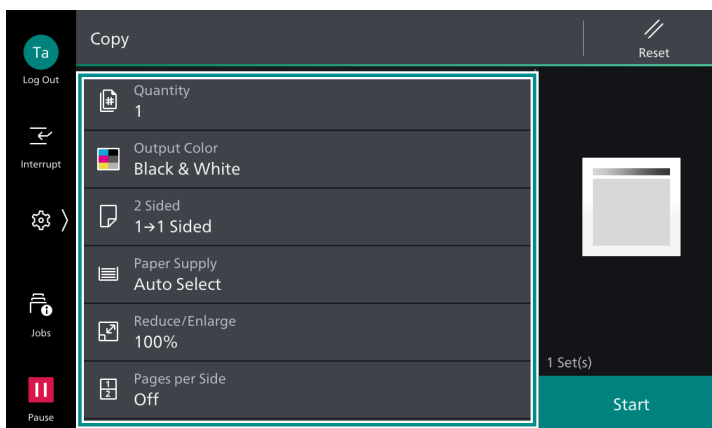 Ta
Log Out
Interrupt
Jobs
Pause
Copy
Reset
Quantity
1
Output Color
Black & White
2 Sided
1→1 Sided
Paper Supply
Auto Select
Reduce/Enlarge
100%
Pages per Side
Off
1 Set(s)
Start